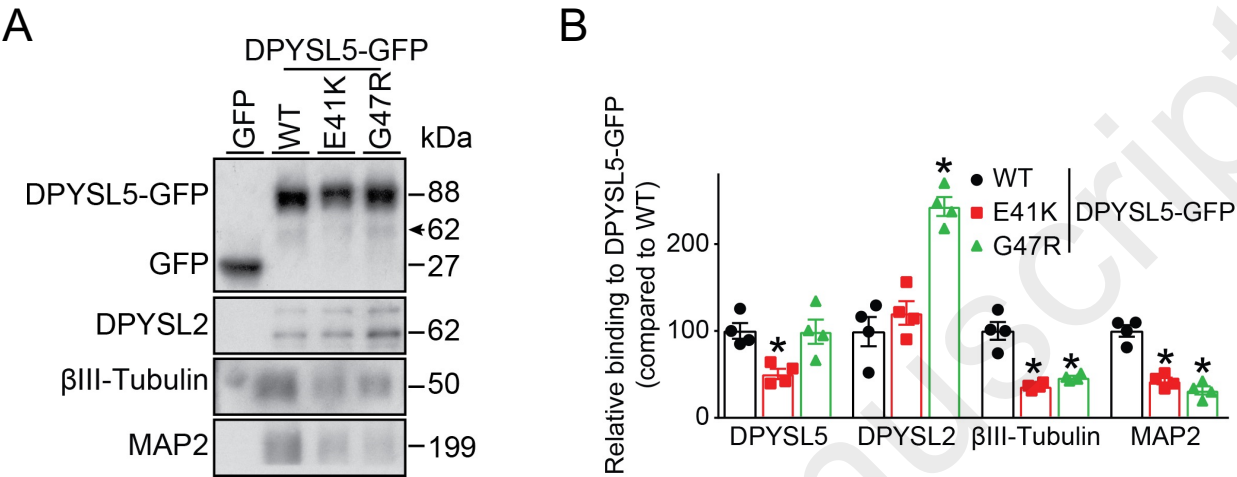 A
DPYSL5-GFP
GFP
WT
E41K
G47R
kDa
DPYSL5-GFP
88
62
GFP
27
DPYSL2
62
βIII-Tubulin
50
MAP2
199
B
Relative binding to DPYSL5-GFP
(compared to WT)
200
100
0
*
*
*
*
*
*
WT
E41K
G47R
DPYSL5-GFP
DPYSL5
DPYSL2
βIII-Tubulin
MAP2
nuscript